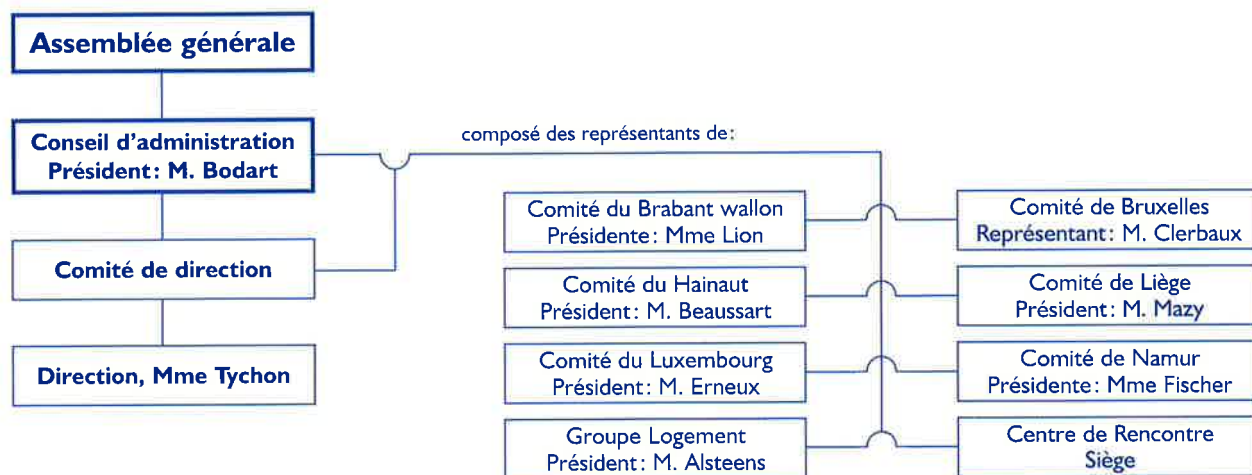 Assemblée générale
Conseil d'administration
Président: M. Bodart
composé des représentants de:
Comité de direction
Direction, Mme Tychon
Comité du Brabant wallon
Présidente: Mme Lion
Comité de Bruxelles
Représentant: M. Clerbaux
Comité du Hainaut
Président: M. Beaussart
Comité de Liège
Président: M. Mazy
Comité du Luxembourg
Président: M. Erneux
Comité de Namur
Présidente: Mme Fischer
Groupe Logement
Président: M. Alsteens
Centre de Rencontre
Siège